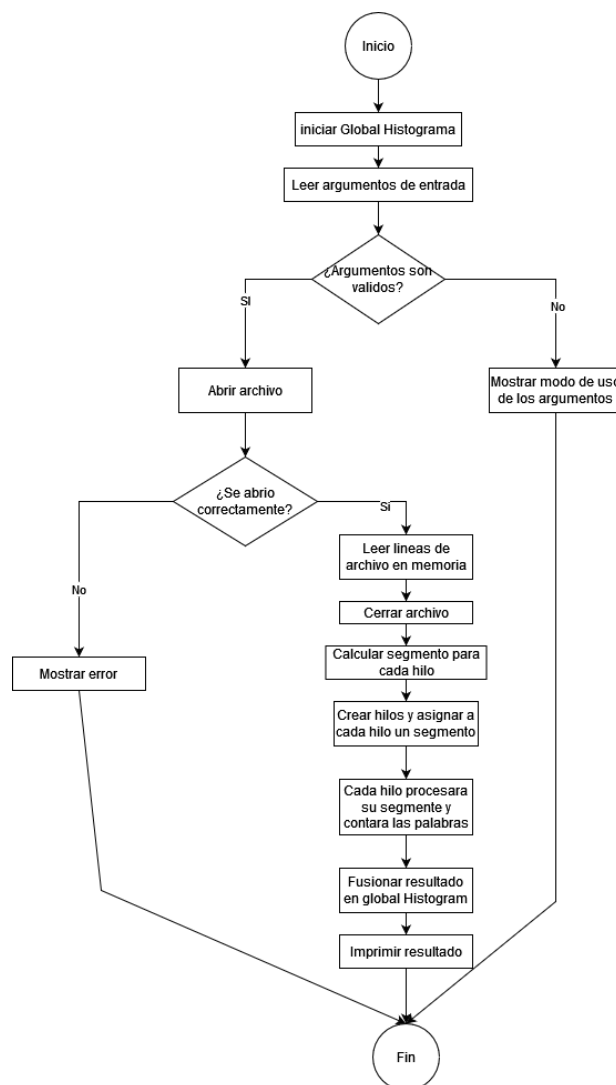 Inicio
iniciar Global Histograma
Leer argumentos de entrada
¿Argumentos son
validos?
SI
No
Abrir archivo
Mostrar modo de uso
de los argumentos
¿Se abrio
correctamente?
Si
Leer lineas de
archivo en memoria
No
Cerrar archivo
Calcular segmento para
cada hilo
Mostrar error
Crear hilos y asignar a
cada hilo un segmento
Cada hilo procesara
su segmente y
contara las palabras
Fusionar resultado
en global Histogram
Imprimir resultado
Fin